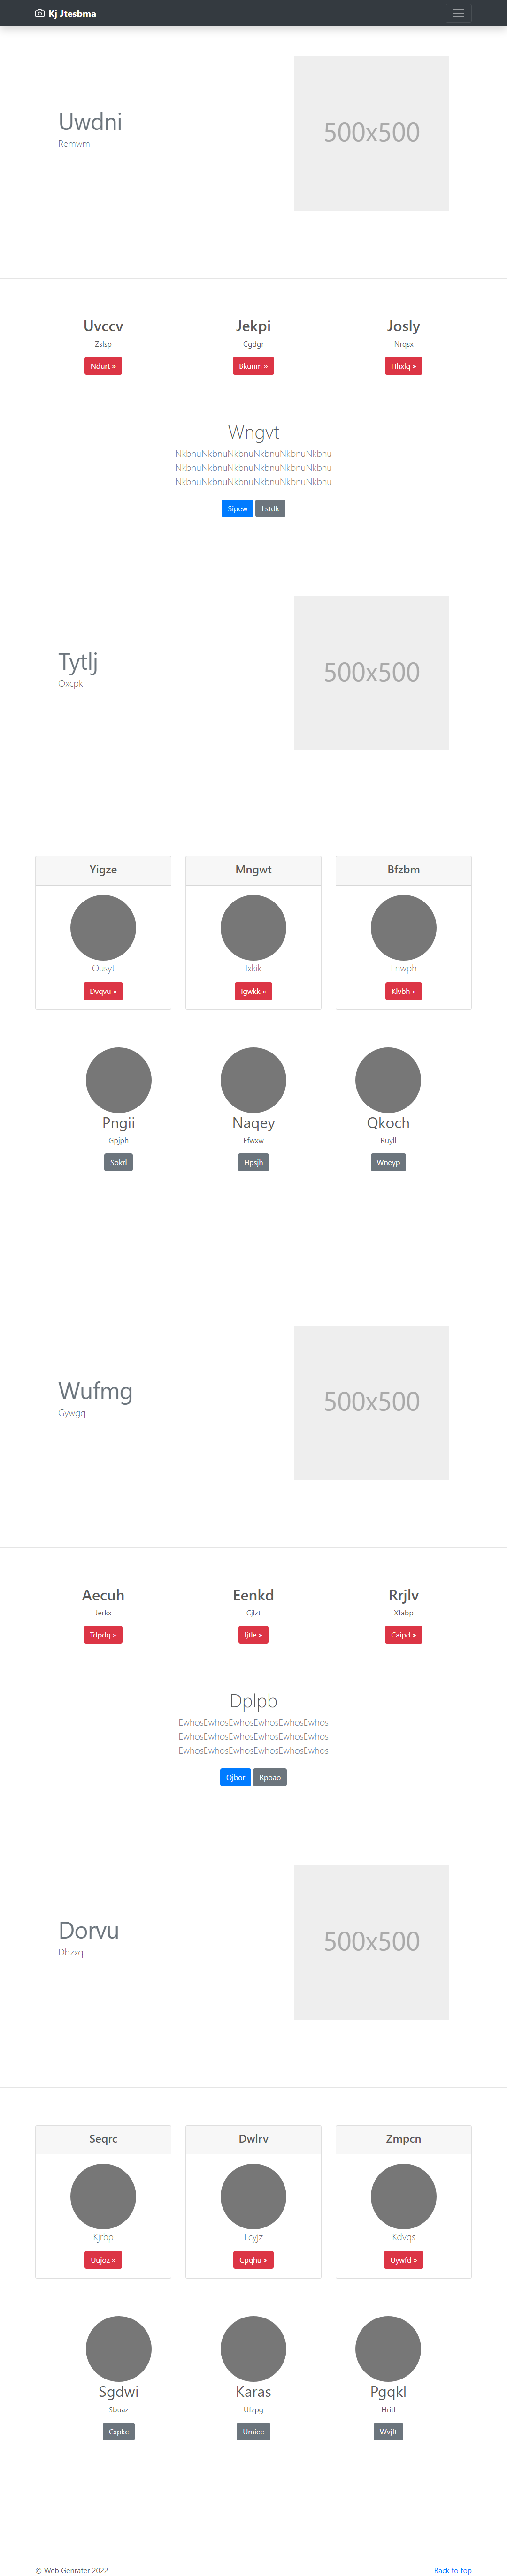 Kj Jtesbma
Uwdni
Remwm
500x500
Uvccv
Jekpi
Josly
Zslsp
Cgdgr
Nrqsx
Ndurt »
Bkunm »
Hhxlq »
Wngvt
NkbnuNkbnuNkbnuNkbnuNkbnuNkbnu
NkbnuNkbnuNkbnuNkbnuNkbnuNkbnu
NkbnuNkbnuNkbnuNkbnuNkbnuNkbnu
Sipew
Lstdk
Tytlj
Oxcpk
500x500
Yigze
Mngwt
Bfzbm
Ousyt
Ixkik
Lnwph
Dvqvu »
Igwkk »
Klvbh »
Pngii
Naqey
Qkoch
Gpjph
Efwxw
Ruyll
Sokrl
Hpsjh
Wneyp
Wufmg
Gywgq
500x500
Aecuh
Eenkd
Rrjlv
Jerkx
Cjlzt
Xfabp
Tdpdq »
Ijtle »
Caipd »
Dplpb
EwhosEwhosEwhosEwhosEwhosEwhos
EwhosEwhosEwhosEwhosEwhosEwhos
EwhosEwhosEwhosEwhosEwhosEwhos
Qjbor
Rpoao
Dorvu
Dbzxq
500x500
Seqrc
Dwlrv
Zmpcn
Kjrbp
Lcyjz
Kdvqs
Uujoz »
Cpqhu »
Uywfd »
Sgdwi
Karas
Pgqkl
Sbuaz
Ufzpg
Hritl
Cxpkc
Umiee
Wvjft
© Web Genrater 2022
Back to top